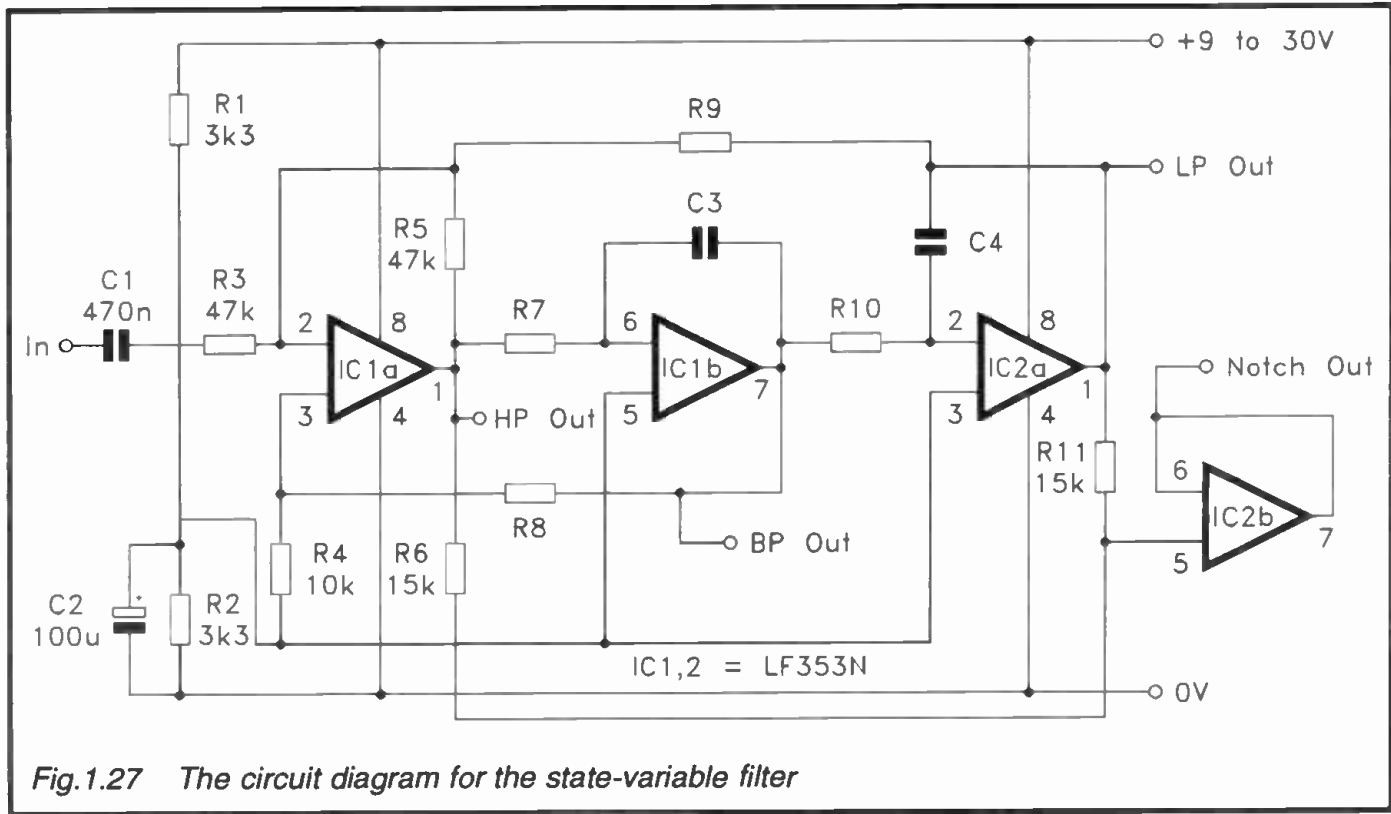 +9 to 30V
R1
3k3
R9
LP Out
C3
R5
47k
C4
C1
470n
R3
47k
R7
R10
In
2
8
6
2
8
IC1a
1
IC1b
7
IC2a
1
Notch Out
3
4
HP Out
5
3
4
R11
15k
6
IC2b
7
5
R8
BP Out
R4
10k
R6
15k
C2
100u
+
R2
3k3
IC1,2 = LF353N
0V
Fig.1.27 The circuit diagram for the state-variable filter